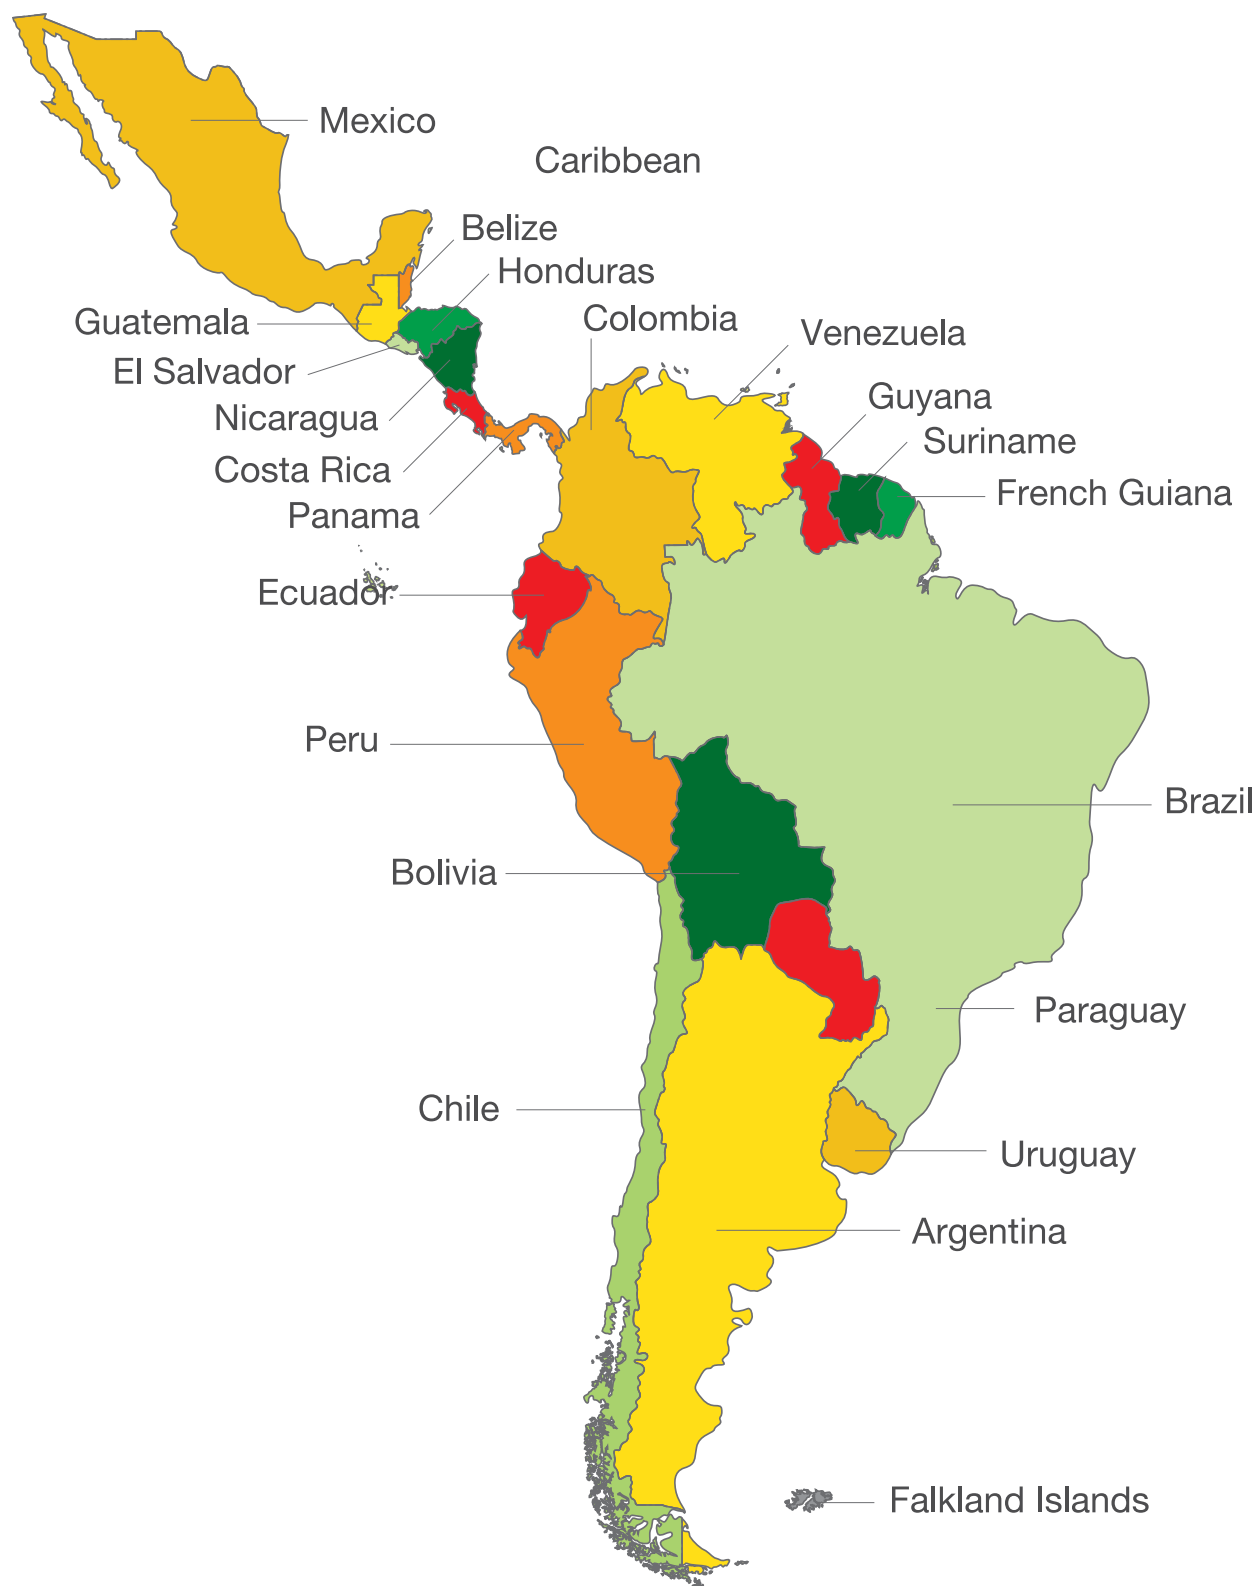 Mexico
Caribbean
Belize
Honduras
Colombia
Guatemala
Venezuela
El Salvador
Guyana
Nicaragua
Suriname
Costa Rica
French Guiana
Panama
Ecuador
Peru
Brazil
Bolivia
Paraguay
Chile
Uruguay
Argentina
Falkland Islands